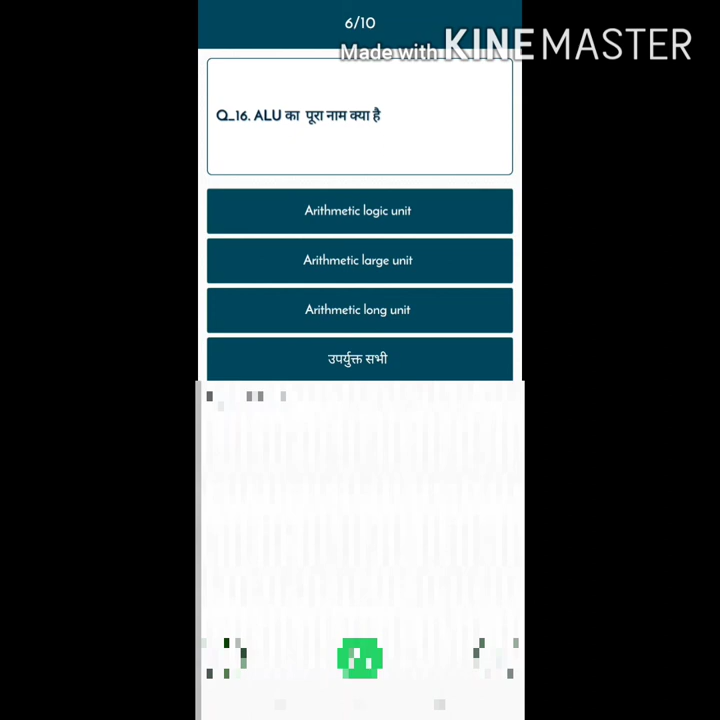 6/10
Made with KINEMASTER
Q_16. ALU का पूरा नाम क्या है
Arithmetic logic unit
Arithmetic large unit
Arithmetic long unit
उपर्युक्त सभी